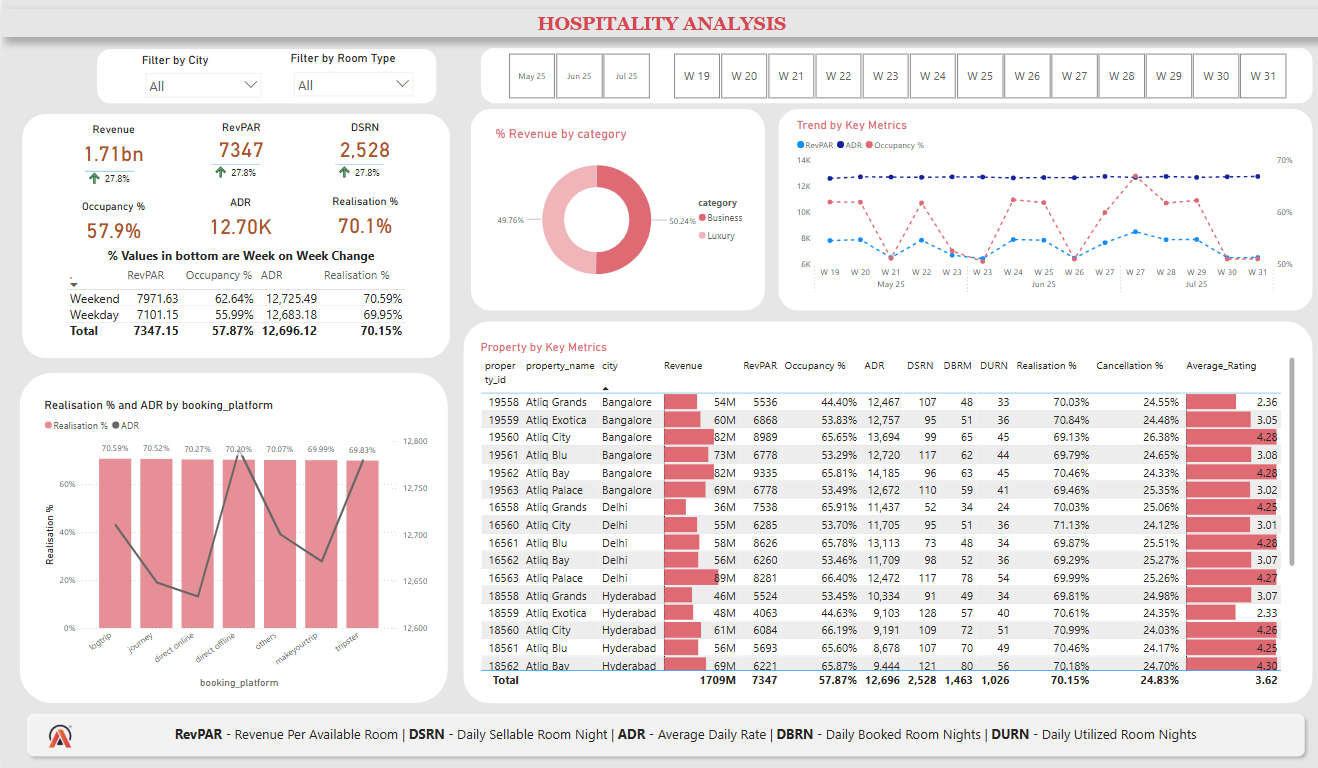 HOSPITALITY ANALYSIS
Filter by City
All
Filter by Room Type
All
May 25
Jun 25
Jul 25
W 19
W 20
W 21
W 22
W 23
W 24
W 25
W 26
W 27
W 28
W 29
W 30
W 31
Revenue
1.71bn
27.8%
RevPAR
7347
27.8%
DSRN
2,528
27.8%
Occupancy %
57.9%
ADR
12.70K
Realisation %
70.1%
% Values in bottom are Week on Week Change
. RevPAR Occupancy % ADR Realisation %
Weekend 7971.63 62.64% 12,725.49 70.59%
Weekday 7101.15 55.99% 12,683.18 69.95%
Total 7347.15 57.87% 12,696.12 70.15%
% Revenue by category
49.76%
50.24%
category
Business
Luxury
Trend by Key Metrics
RevPAR ADR Occupancy %
14K
12K
10K
8K
6K
70%
60%
50%
W 19 W 20 W 21 W 22 W 23 W 23 W 24 W 25 W 26 W 27 W 27 W 28 W 29 W 30 W 31
May 25 Jun 25 Jul 25
Realisation % and ADR by booking_platform
Realisation % ADR
70.59% 70.52% 70.27% 70.20% 70.07% 69.99% 69.83%
60%
40%
20%
0%
Realisation %
12,800
12,750
12,700
12,650
12,600
logtrip
journey
direct online
direct offline
others
makeyourtrip
tripster
booking_platform
Property by Key Metrics
proper
ty_id property_name city Revenue RevPAR Occupancy % ADR DSRN DBRM DURN Realisation % Cancellation % Average_Rating
19558 Atliq Grands Bangalore 54M 5536 44.40% 12,467 107 48 33 70.03% 24.55% 2.36
19559 Atliq Exotica Bangalore 60M 6868 53.83% 12,757 95 51 36 70.84% 24.48% 3.05
19560 Atliq City Bangalore 82M 8989 65.65% 13,694 99 65 45 69.13% 26.38% 4.28
19561 Atliq Blu Bangalore 73M 6778 53.29% 12,720 117 62 44 69.79% 24.65% 3.08
19562 Atliq Bay Bangalore 82M 9335 65.81% 14,185 96 63 45 70.46% 24.33% 4.28
19563 Atliq Palace Bangalore 69M 6778 53.49% 12,672 110 59 41 69.46% 25.35% 3.02
16558 Atliq Grands Delhi 36M 7538 65.91% 11,437 52 34 24 70.03% 25.06% 4.25
16560 Atliq City Delhi 55M 6285 53.70% 11,705 95 51 36 71.13% 24.12% 3.01
16561 Atliq Blu Delhi 58M 8626 65.78% 13,113 73 48 34 69.87% 25.51% 4.28
16562 Atliq Bay Delhi 56M 6260 53.46% 11,709 98 52 36 69.29% 25.27% 3.07
16563 Atliq Palace Delhi 89M 8281 66.40% 12,472 117 78 54 69.99% 25.26% 4.27
18558 Atliq Grands Hyderabad 46M 5524 53.45% 10,334 91 49 34 69.81% 24.98% 3.07
18559 Atliq Exotica Hyderabad 48M 4063 44.63% 9,103 128 57 40 70.61% 24.35% 2.33
18560 Atliq City Hyderabad 61M 6084 66.19% 9,191 109 72 51 70.99% 24.03% 4.26
18561 Atliq Blu Hyderabad 56M 5693 65.60% 8,678 107 70 49 70.46% 24.17% 4.25
18562 Atliq Bay Hyderabad 69M 6221 65.87% 9,444 121 80 56 70.18% 24.70% 4.30
Total 1709M 7347 57.87% 12,696 2,528 1,463 1,026 70.15% 24.83% 3.62
RevPAR - Revenue Per Available Room | DSRN - Daily Sellable Room Night | ADR - Average Daily Rate | DBRN - Daily Booked Room Nights | DURN - Daily Utilized Room Nights